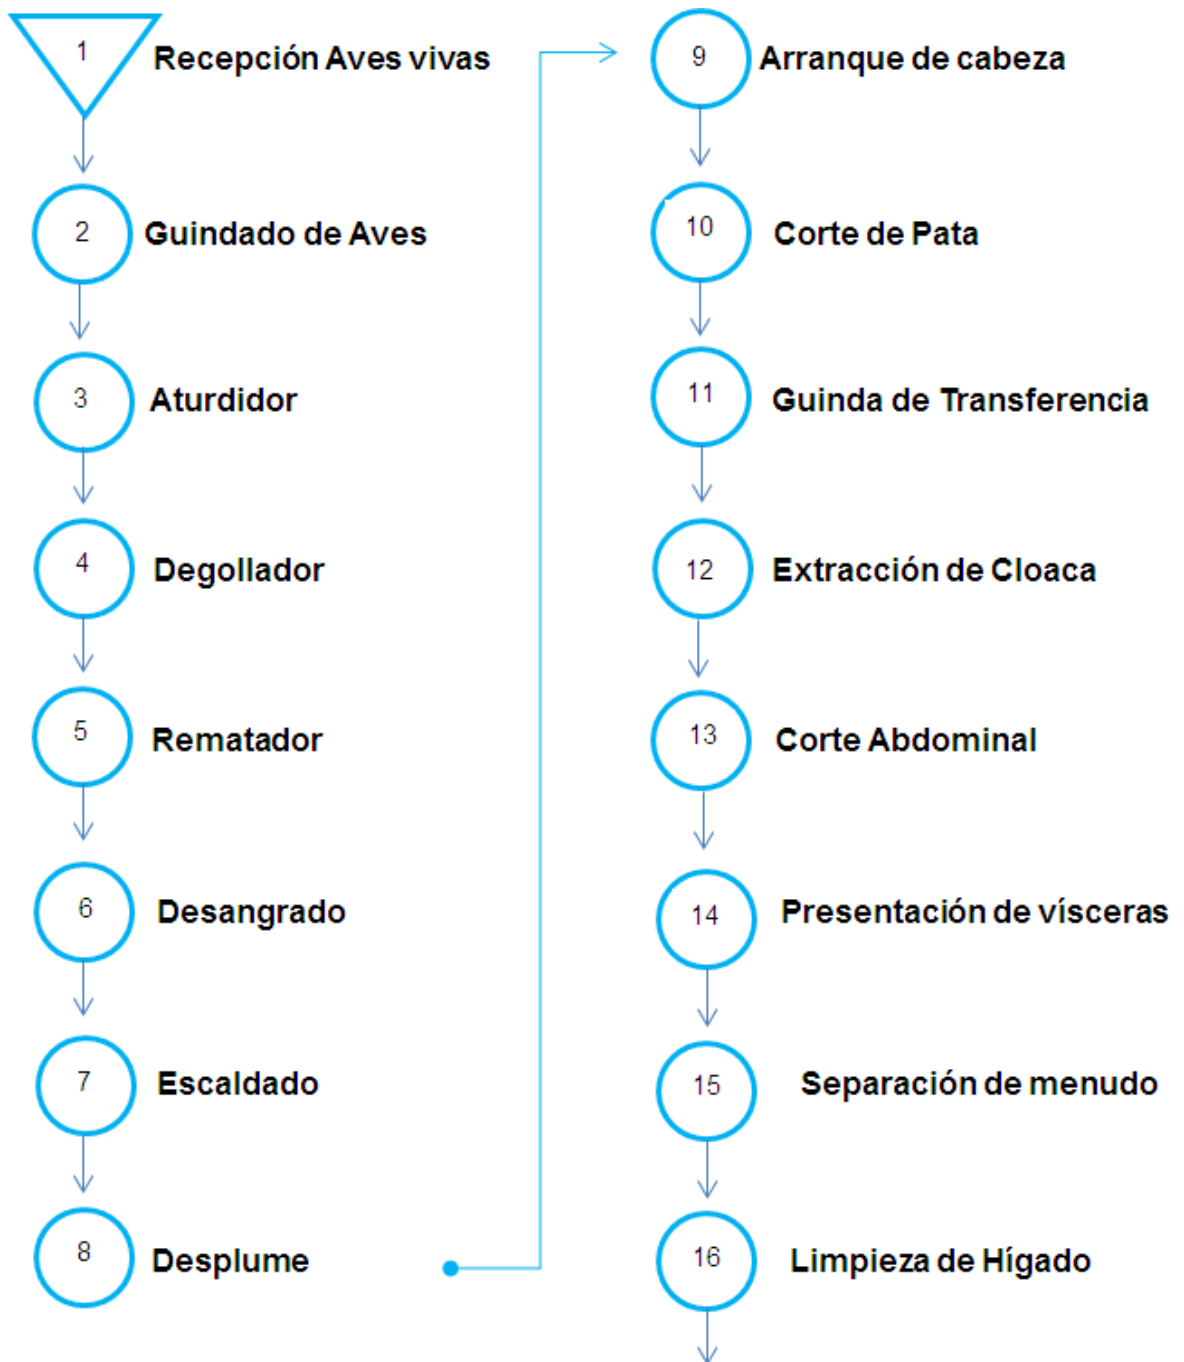 1 Recepción Aves vivas
2 Guindado de Aves
3 Aturdidor
4 Degollador
5 Rematador
6 Desangrado
7 Escaldado
8 Desplume
9 Arranque de cabeza
10 Corte de Pata
11 Guinda de Transferencia
12 Extracción de Cloaca
13 Corte Abdominal
14 Presentación de vísceras
15 Separación de menudo
16 Limpieza de Hígado